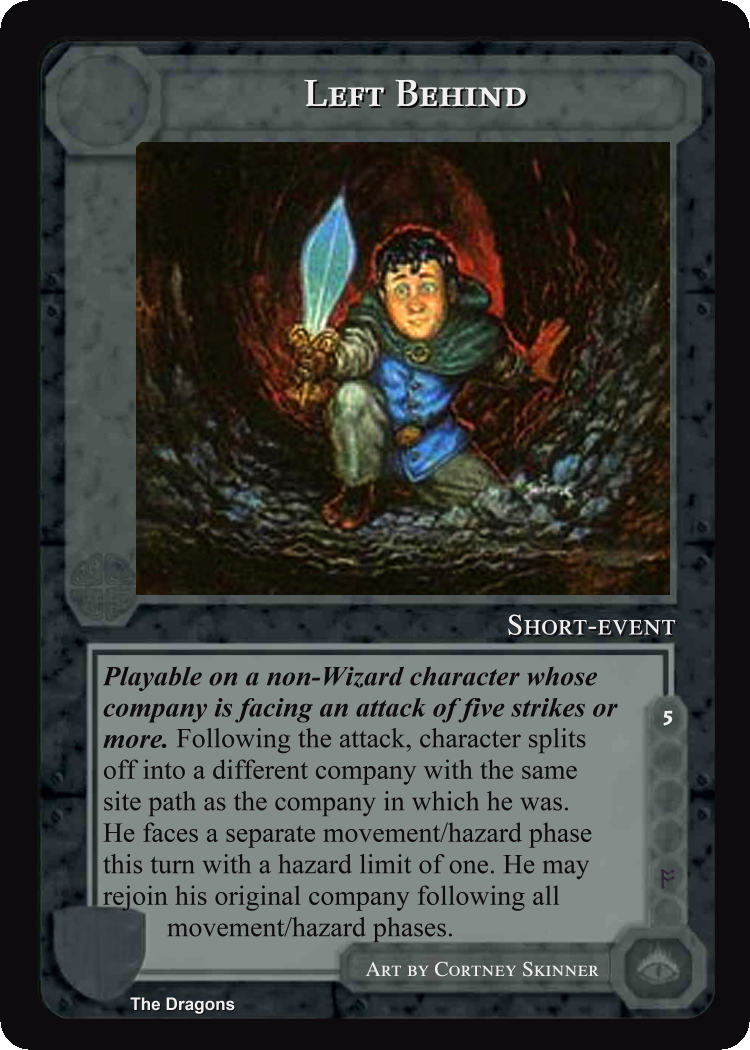 Left Behind
Short-event
Playable on a non-Wizard character whose
company is facing an attack of five strikes or
more. Following the attack, character splits
off into a different company with the same
site path as the company in which he was.
He faces a separate movement/hazard phase
this turn with a hazard limit of one. He may
rejoin his original company following all
movement/hazard phases.
5
Art by Cortney Skinner
The Dragons